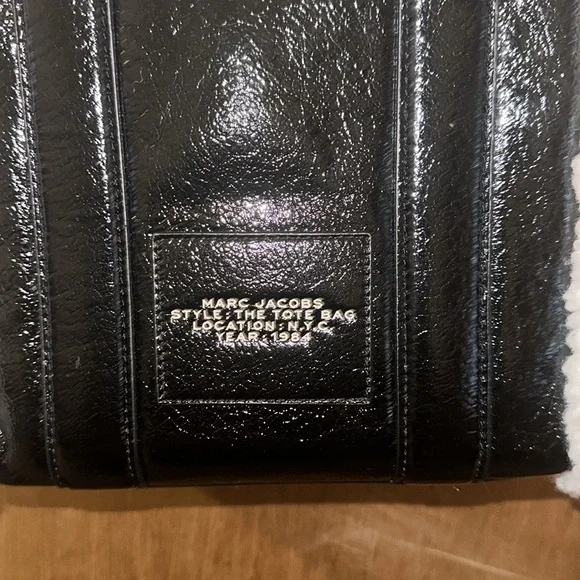 MARC JACOBS
STYLE : THE TOTE BAG
LOCATION : N.Y.C.
YEAR : 1984